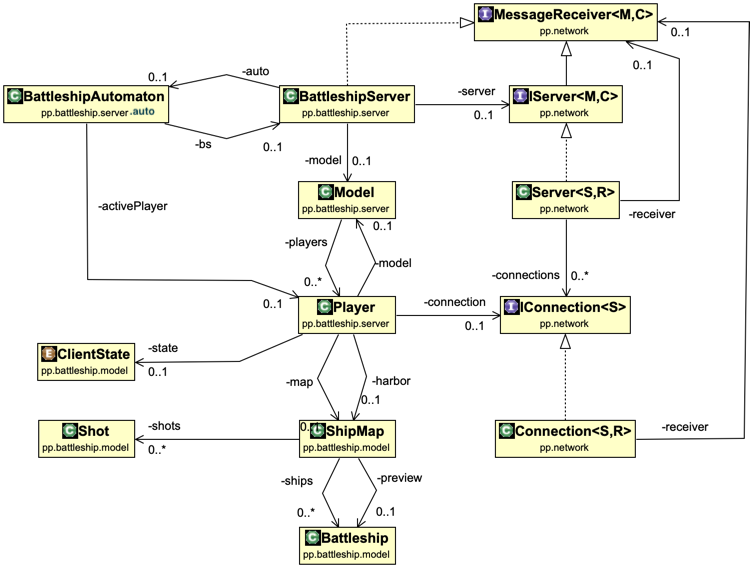 I MessageReceiver<M,C>
pp.network
0..1
0..1
-auto
0..1
C BattleshipAutomaton
pp.battleship.server.auto
C BattleshipServer
pp.battleship.server
-server
0..1
I IServer<M,C>
pp.network
-bs
0..1
-model
0..1
-activePlayer
C Model
pp.battleship.server
C Server<S,R>
pp.network
-receiver
0..1
-players
-model
0..*
-connections
0..*
0..1
C Player
pp.battleship.server
-connection
0..1
I IConnection<S>
pp.network
E ClientState
pp.battleship.model
-state
0..1
-map
-harbor
0..1
C Shot
pp.battleship.model
-shots
0..*
C ShipMap
pp.battleship.model
C Connection<S,R>
pp.network
-receiver
-ships
-preview
0..*
0..1
C Battleship
pp.battleship.model